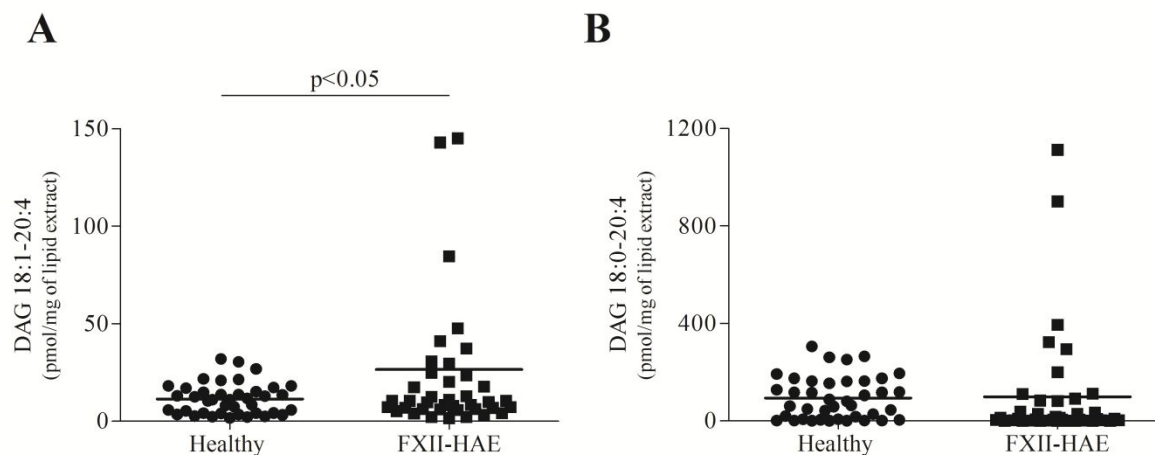 A
p<0.05
DAG 18:1-20:4
(pmol/mg of lipid extract)
150
100
50
0
Healthy
FXII-HAE
B
DAG 18:0-20:4
(pmol/mg of lipid extract)
1200
800
400
0
Healthy
FXII-HAE